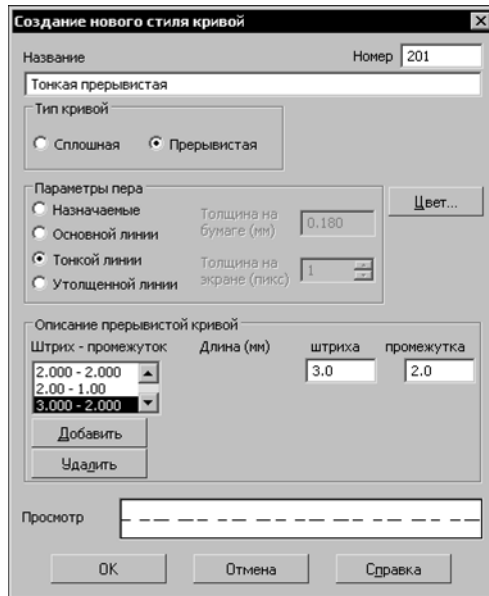 Создание нового стиля кривой
Название Номер 201
Тонкая прерывистая
Тип кривой
Сплошная Прерывистая
Параметры пера
Назначаемые
Основной линии
Тонкой линии
Утолщенной линии
Толщина на
бумаге (мм)
0.180
Толщина на
экране (пикс)
1
Цвет...
Описание прерывистой кривой
Штрих - промежуток Длина (мм) штриха промежутка
2.000 - 2.000
2.00 - 1.00
3.000 - 2.000
3.0 2.0
Добавить
Удалить
Просмотр
OK Отмена Справка